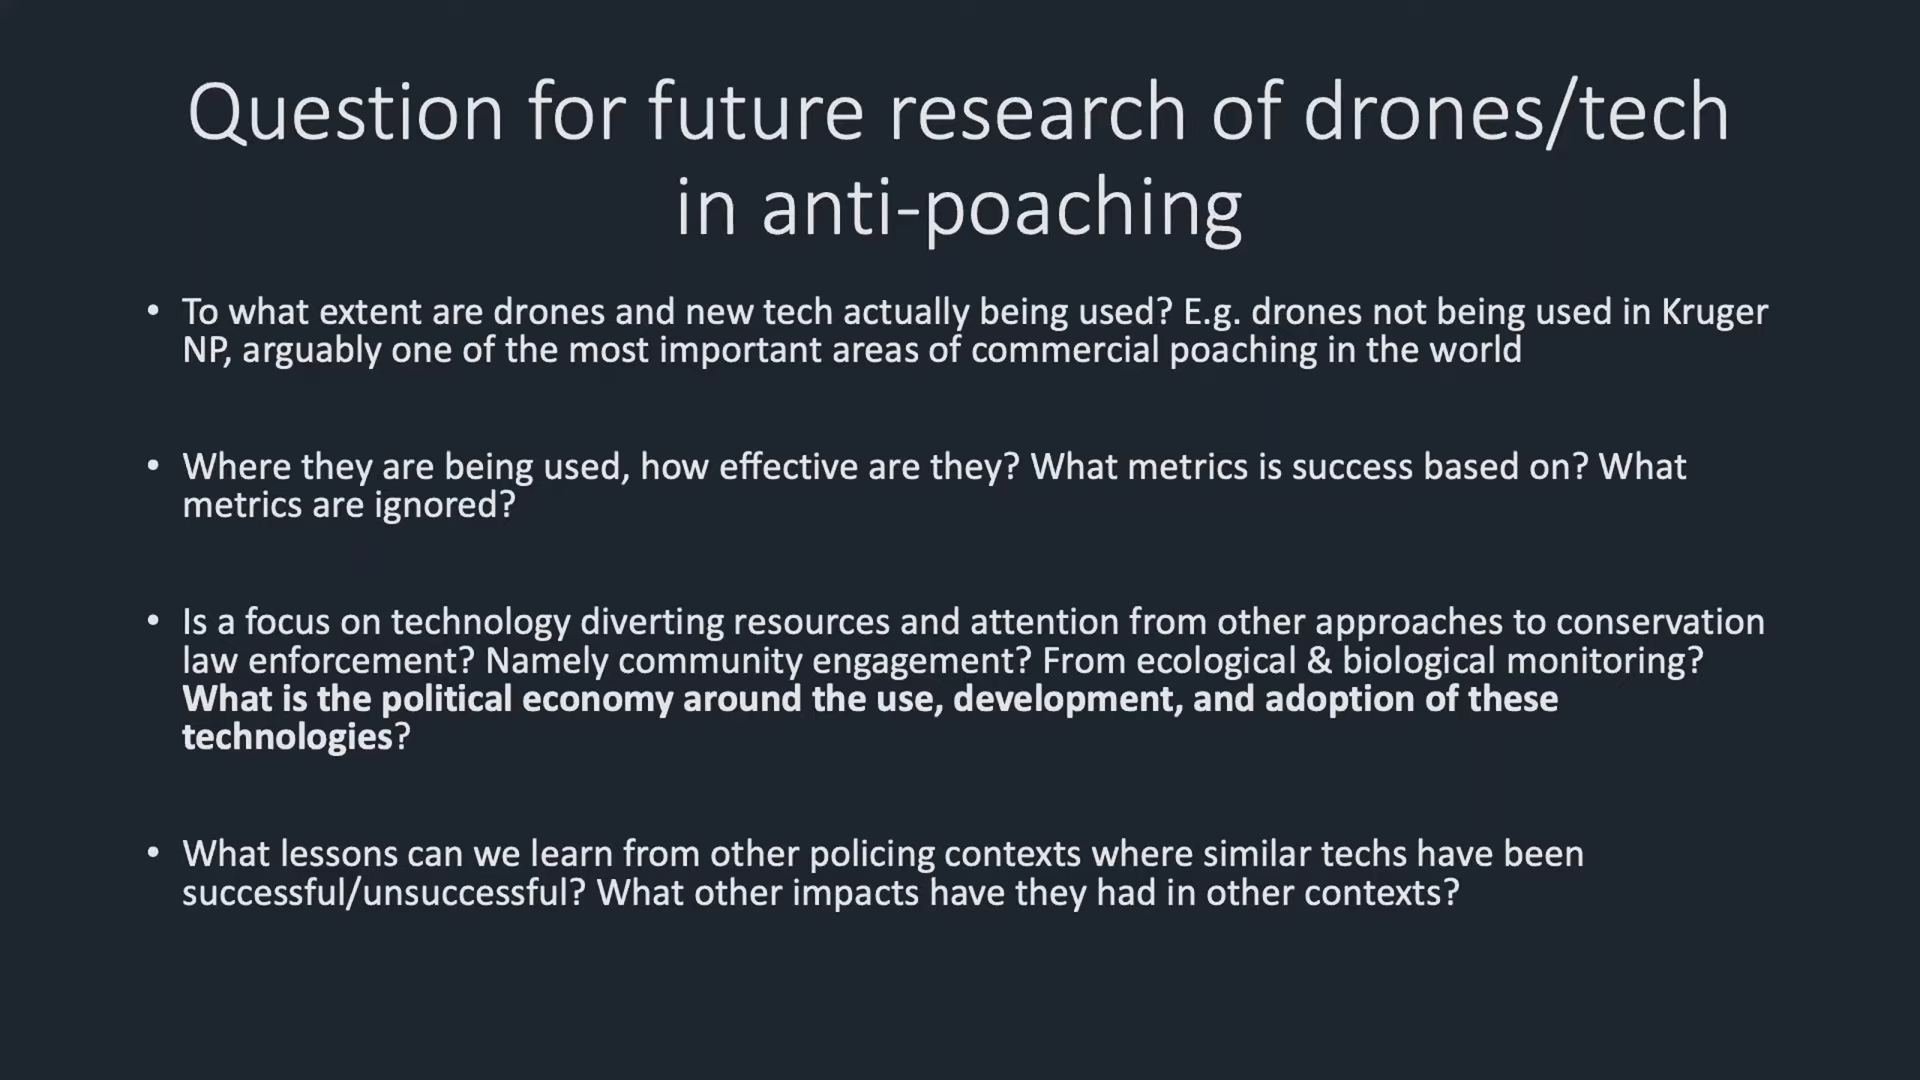 Question for future research of drones/tech
in anti-poaching
• To what extent are drones and new tech actually being used? E.g. drones not being used in Kruger
NP, arguably one of the most important areas of commercial poaching in the world
• Where they are being used, how effective are they? What metrics is success based on? What
metrics are ignored?
• Is a focus on technology diverting resources and attention from other approaches to conservation
law enforcement? Namely community engagement? From ecological & biological monitoring?
What is the political economy around the use, development, and adoption of these
technologies?
• What lessons can we learn from other policing contexts where similar techs have been
successful/unsuccessful? What other impacts have they had in other contexts?